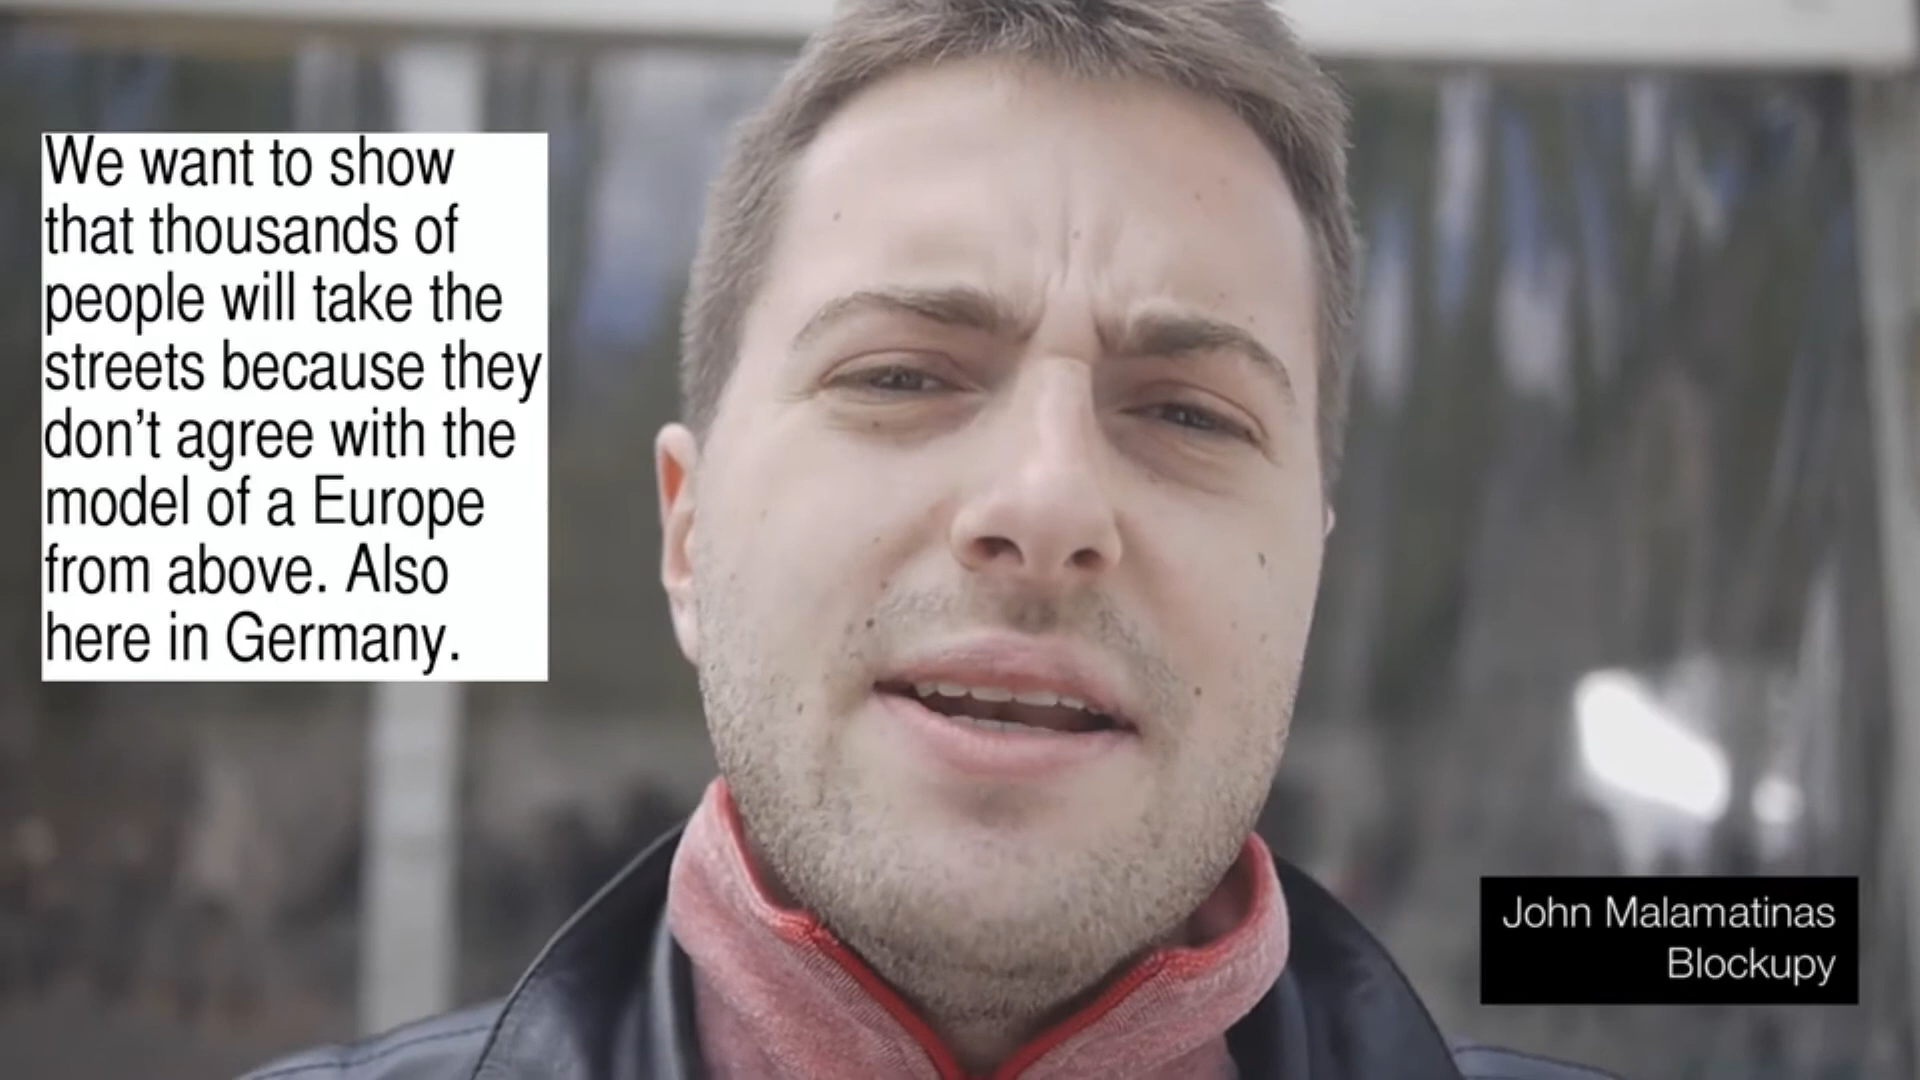 We want to show
that thousands of
people will take the
streets because they
don’t agree with the
model of a Europe
from above. Also
here in Germany.
John Malamatinas
Blockupy